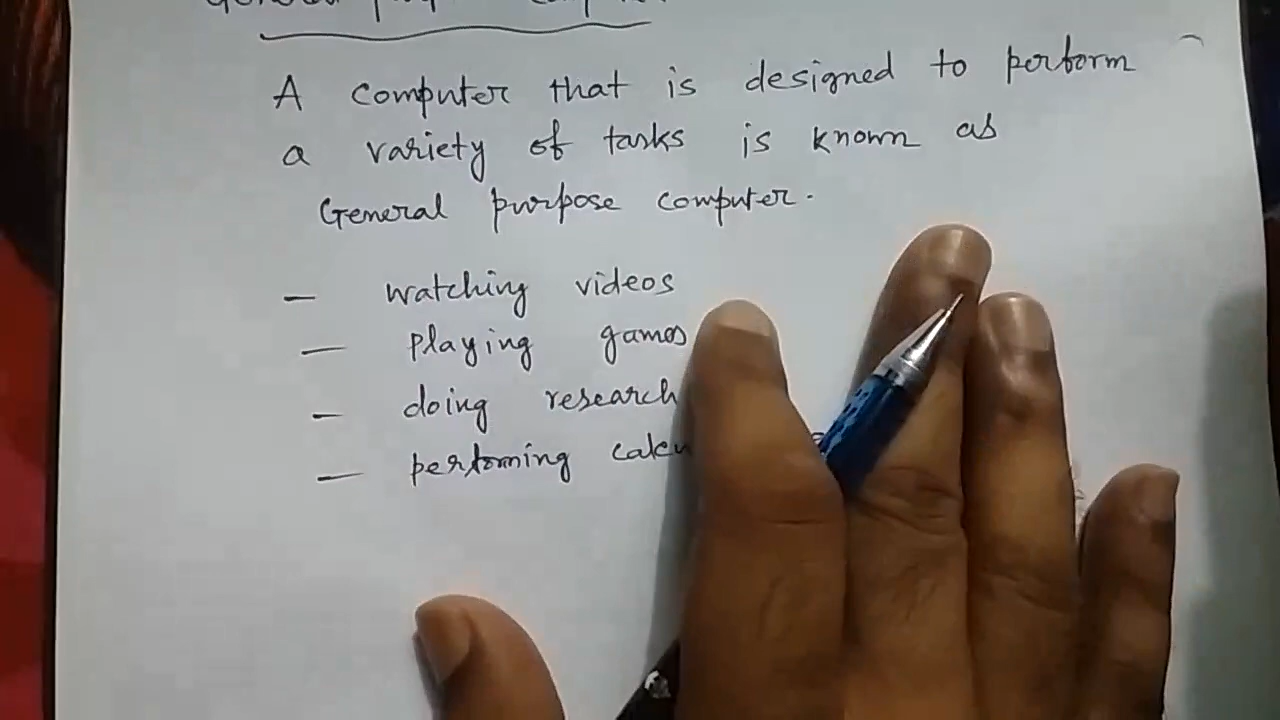 A computer that is designed to perform
a variety of tasks is known as
General purpose computer.
— watching videos
— playing games
— doing research
— perfoming